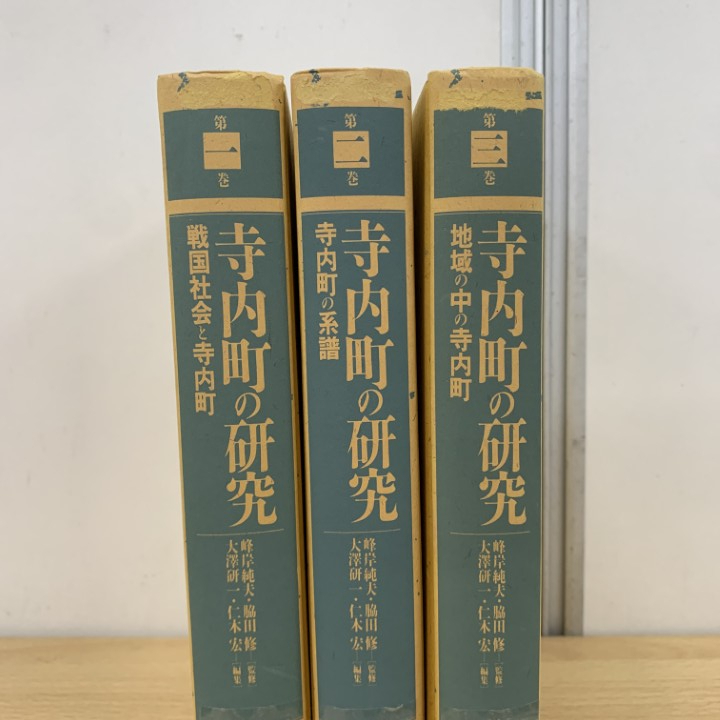 第一巻
寺内町の研究
戦国社会と寺内町
峰岸純夫・脇田修[監修]
大澤研一・仁木宏[編集]
第二巻
寺内町の研究
寺内町の系譜
峰岸純夫・脇田修[監修]
大澤研一・仁木宏[編集]
第三巻
寺内町の研究
地域の中の寺内町
峰岸純夫・脇田修[監修]
大澤研一・仁木宏[編集]